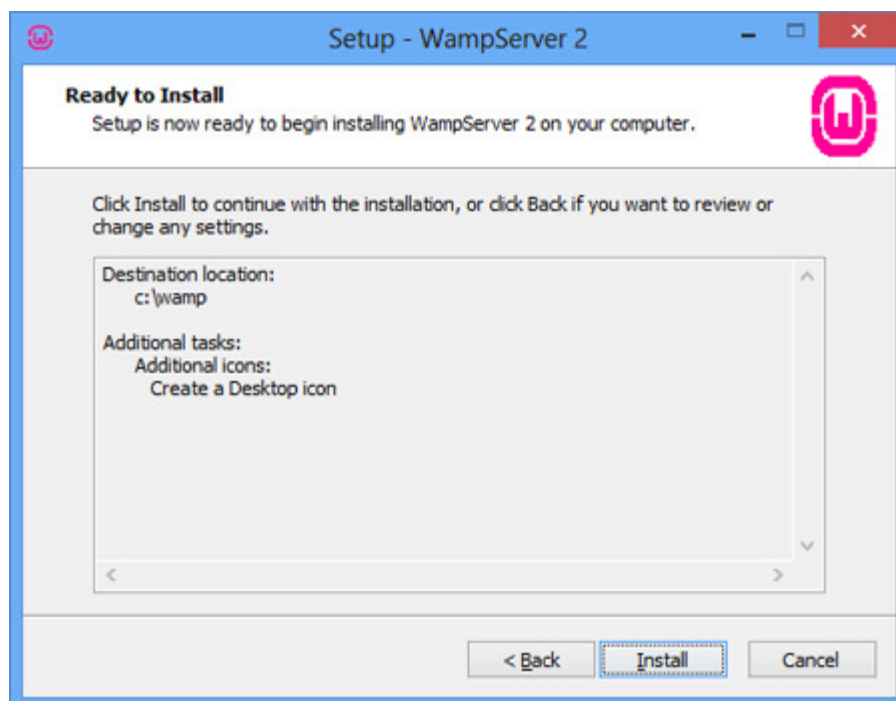 Setup - WampServer 2
Ready to Install
Setup is now ready to begin installing WampServer 2 on your computer.
Click Install to continue with the installation, or click Back if you want to review or
change any settings.
Destination location:
c:\wamp
Additional tasks:
Additional icons:
Create a Desktop icon
< Back
Install
Cancel